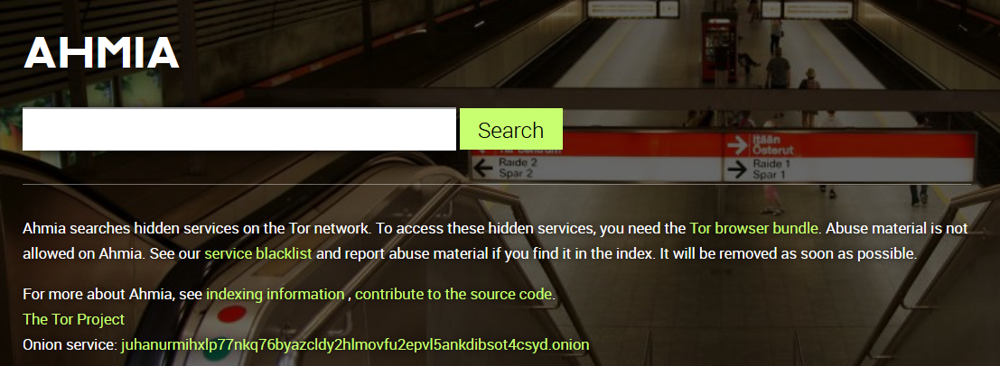 AHMIA
Search
Itään
Österut
Raide 2
Spar 2
Raide 1
Spar 1
Ahmia searches hidden services on the Tor network. To access these hidden services, you need the Tor browser bundle. Abuse material is not
allowed on Ahmia. See our service blacklist and report abuse material if you find it in the index. It will be removed as soon as possible.
For more about Ahmia, see indexing information , contribute to the source code.
The Tor Project
Onion service: juhanurmihxlp77nkq76byazcldy2hlmovfu2epvl5ankdibsot4csyd.onion